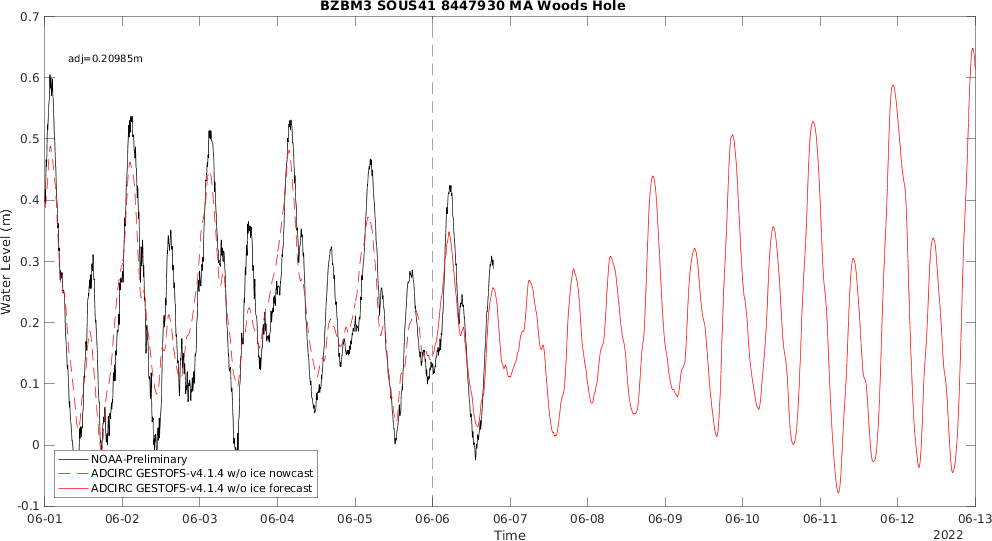 BZBM3 SOUS41 8447930 MA Woods Hole
adj=0.20985m
0.7
0.6
0.5
0.4
0.3
0.2
0.1
0
-0.1
Water Level (m)
NOAA-Preliminary
ADCIRC GESTOFS-v4.1.4 w/o ice nowcast
ADCIRC GESTOFS-v4.1.4 w/o ice forecast
06-01 06-02 06-03 06-04 06-05 06-06 06-07 06-08 06-09 06-10 06-11 06-12 06-13
Time
2022